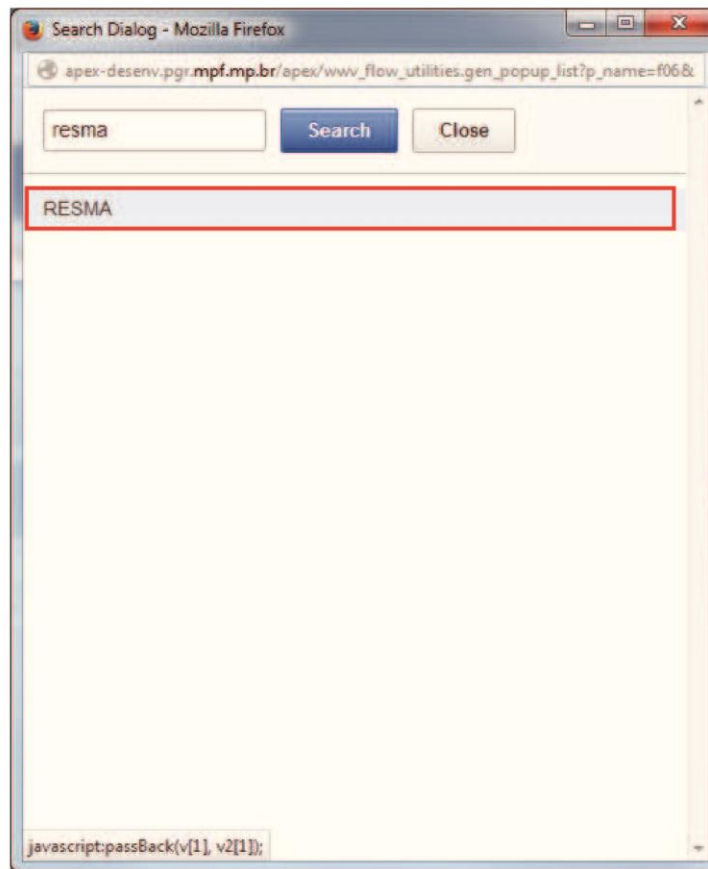 Search Dialog - Mozilla Firefox
apex-desenv.pgr.mpf.mp.br/apex/wwv_flow_utilities.gen_popup_list?p_name=f06&
resma Search Close
RESMA
javascript:passBack(v[1], v2[1]);